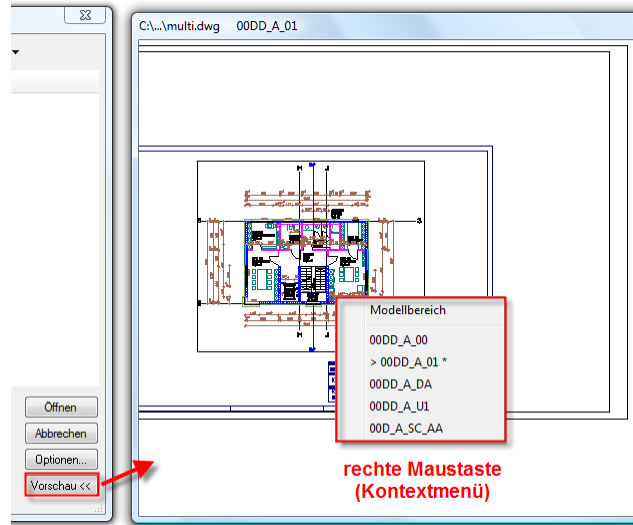 C:\...\multi.dwg 00DD_A_01
Modellbereich
00DD_A_00
> 00DD_A_01 *
00DD_A_DA
00DD_A_U1
00D_A_SC_AA
Öffnen
Abbrechen
Optionen...
Vorschau <<
rechte Maustaste
(Kontextmenü)